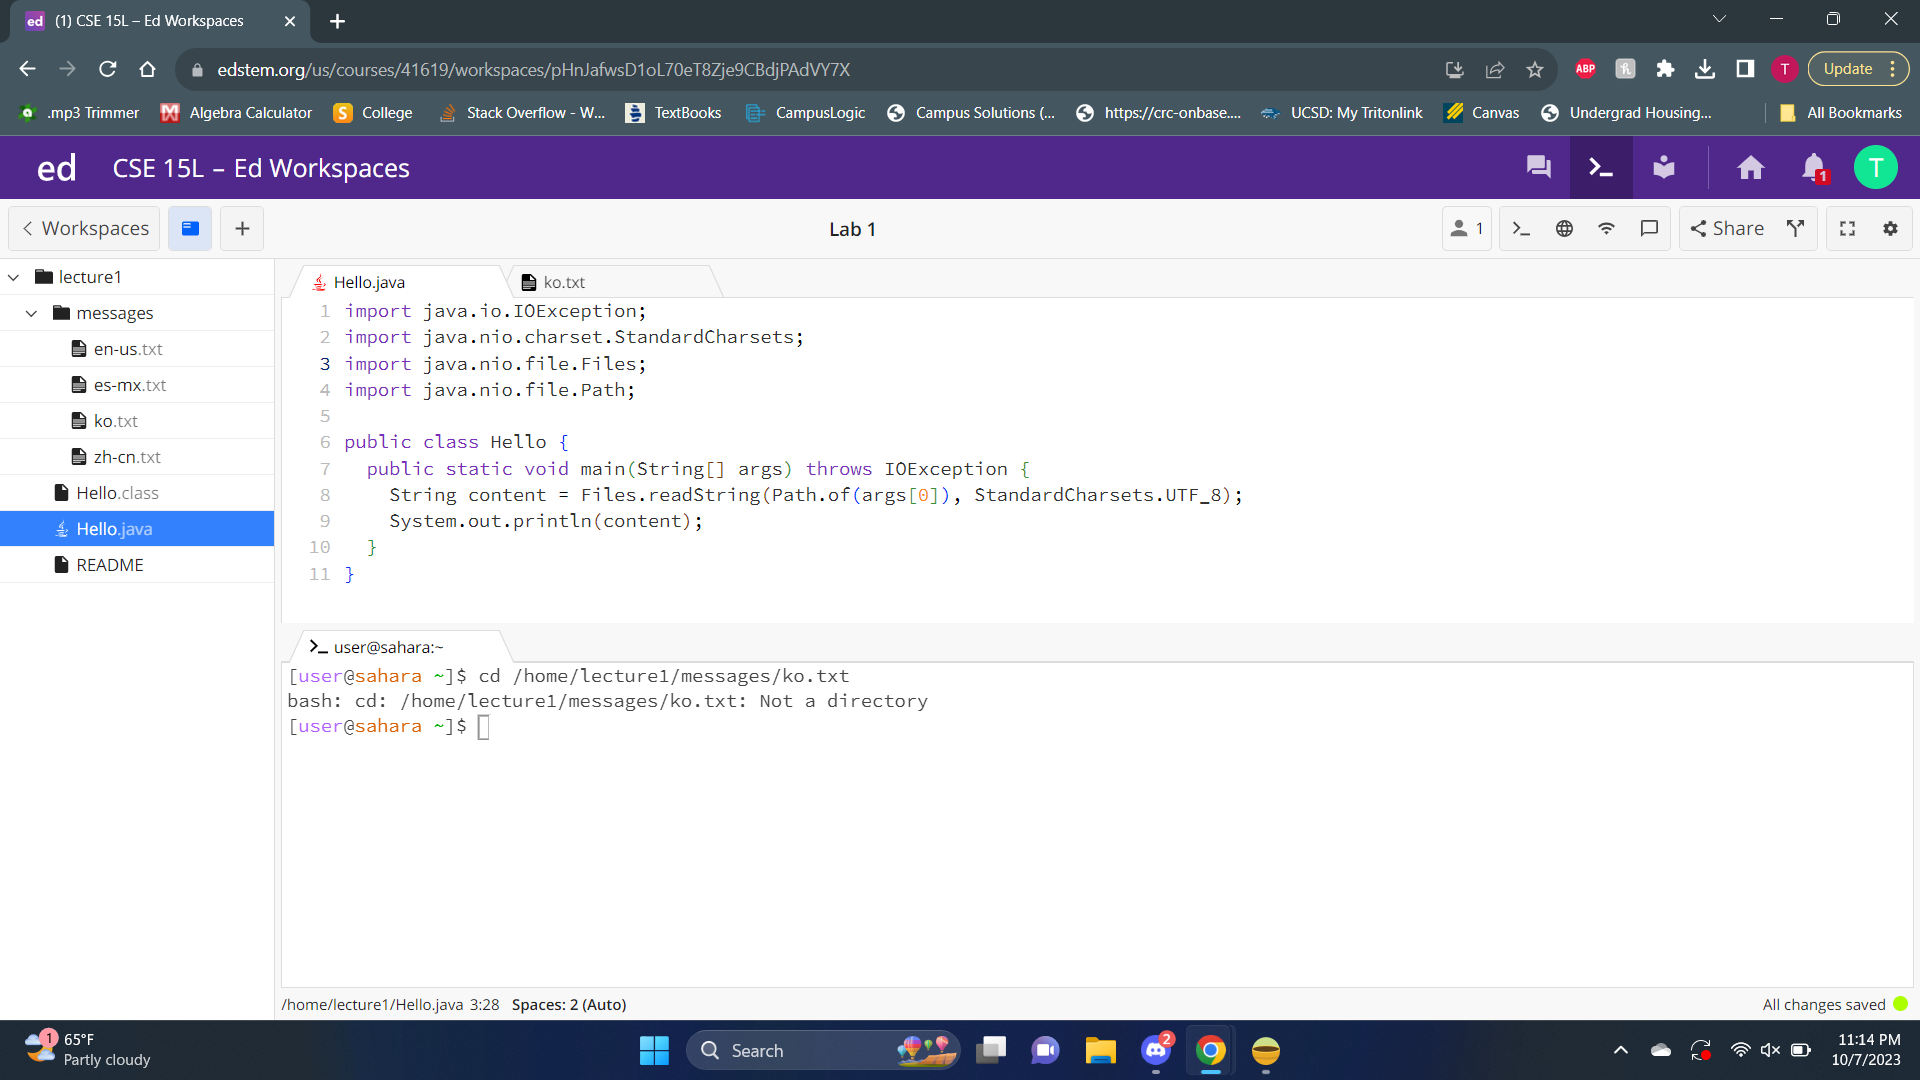 ed (1) CSE 15L – Ed Workspaces
edstem.org/us/courses/41619/workspaces/pHnJafwsD1oL70eT8Zje9CBdjPAdVY7X ABP T Update
.mp3 Trimmer Algebra Calculator S College Stack Overflow - W... TextBooks CampusLogic Campus Solutions (... https://crc-onbase.... UCSD: My Tritonlink Canvas Undergrad Housing... All Bookmarks
ed CSE 15L – Ed Workspaces 1 T
Workspaces + Lab 1 1 Share
lecture1
messages
en-us.txt
es-mx.txt
ko.txt
zh-cn.txt
Hello.class
Hello.java
README
Hello.java ko.txt
1 import java.io.IOException;
2 import java.nio.charset.StandardCharsets;
3 import java.nio.file.Files;
4 import java.nio.file.Path;
5
6 public class Hello {
7   public static void main(String[] args) throws IOException {
8     String content = Files.readString(Path.of(args[0]), StandardCharsets.UTF_8);
9     System.out.println(content);
10   }
11 }
user@sahara:~
[user@sahara ~]$ cd /home/lecture1/messages/ko.txt
bash: cd: /home/lecture1/messages/ko.txt: Not a directory
[user@sahara ~]$
/home/lecture1/Hello.java 3:28 Spaces: 2 (Auto) All changes saved
1 65°F
Partly cloudy
Search
2
11:14 PM
10/7/2023